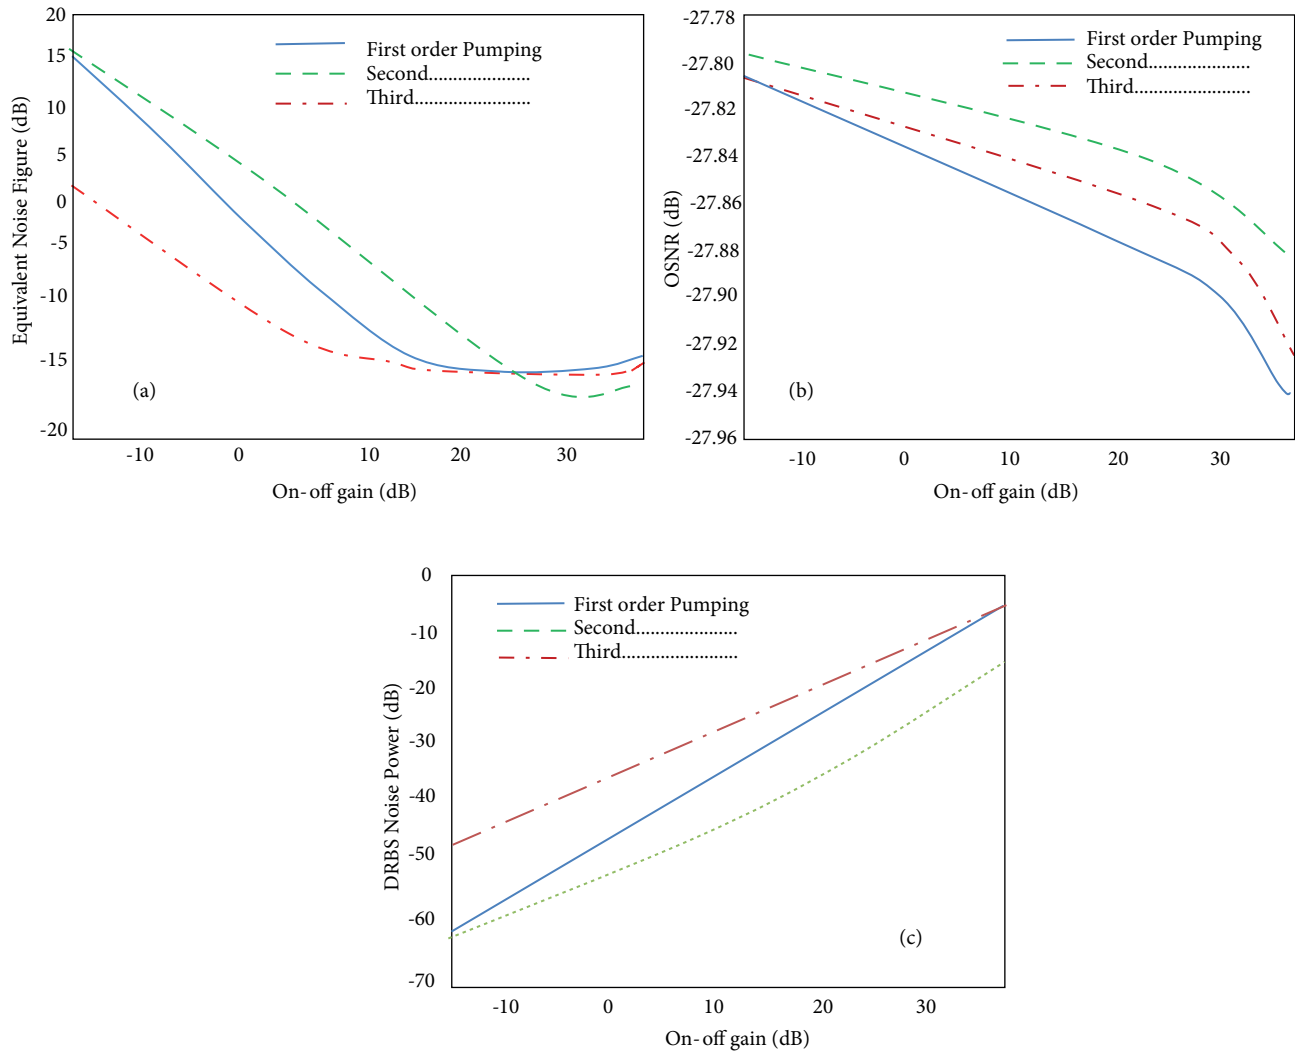 20
15
10
5
0
-5
-10
-15
-20
Equivalent Noise Figure (dB)
First order Pumping
Second.....................
Third........................
(a)
-10 0 10 20 30
On-off gain (dB)
-27.78
-27.80
-27.82
-27.84
-27.86
-27.88
-27.90
-27.92
-27.94
-27.96
OSNR (dB)
First order Pumping
Second.....................
Third........................
(b)
-10 0 10 20 30
On-off gain (dB)
0
-10
-20
-30
-40
-50
-60
-70
DRBS Noise Power (dB)
First order Pumping
Second.....................
Third........................
(c)
-10 0 10 20 30
On-off gain (dB)